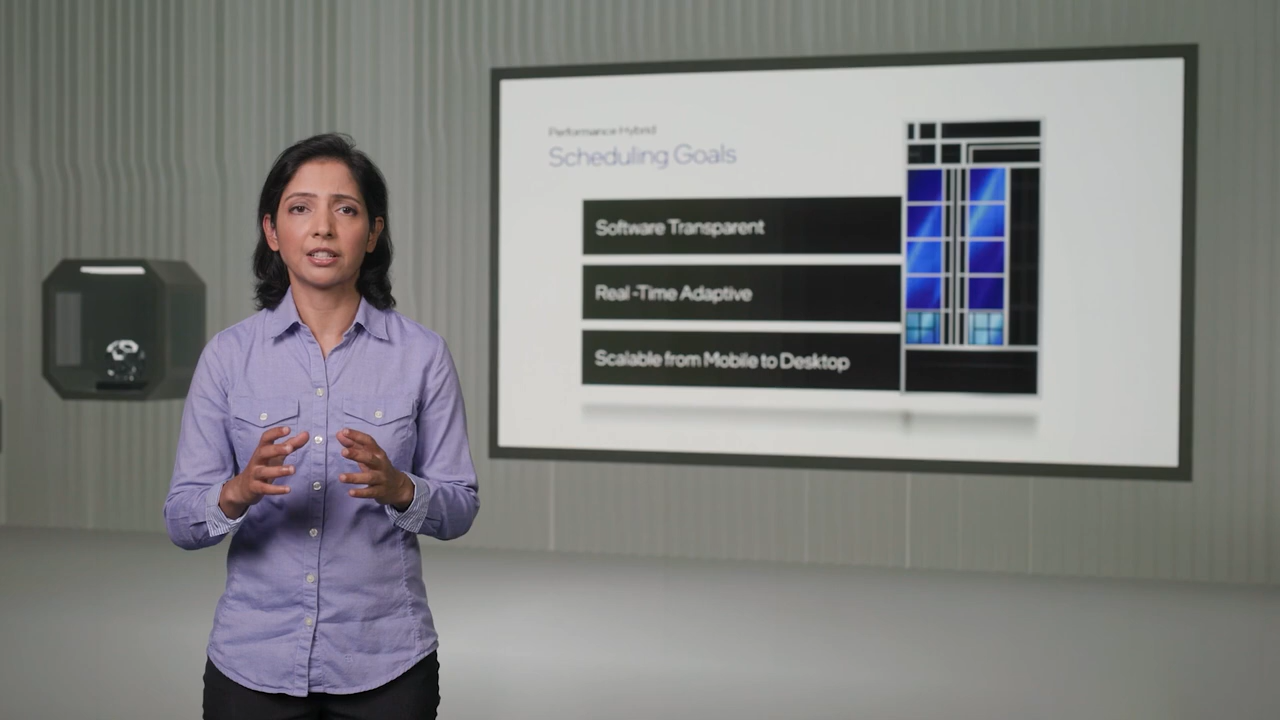 Performance Hybrid
Scheduling Goals
Software Transparent
Real-Time Adaptive
Scalable from Mobile to Desktop